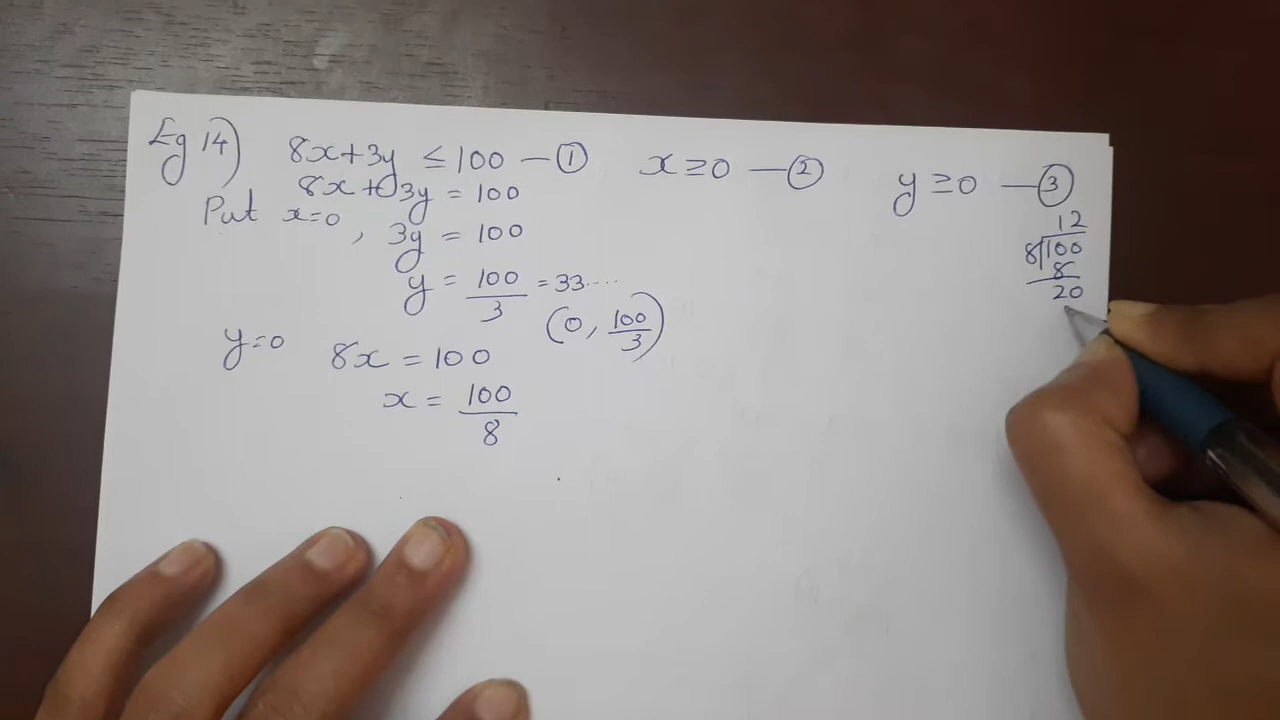 Eg 14) 8x+3y ≤ 100 — ① x ≥ 0 — ② y ≥ 0 — ③
8x + 3y = 100
Put x=0 , 3y = 100
y = 100/3 = 33....
(0, 100/3)
y=0 8x = 100
x = 100/8
12
8)100
8
20